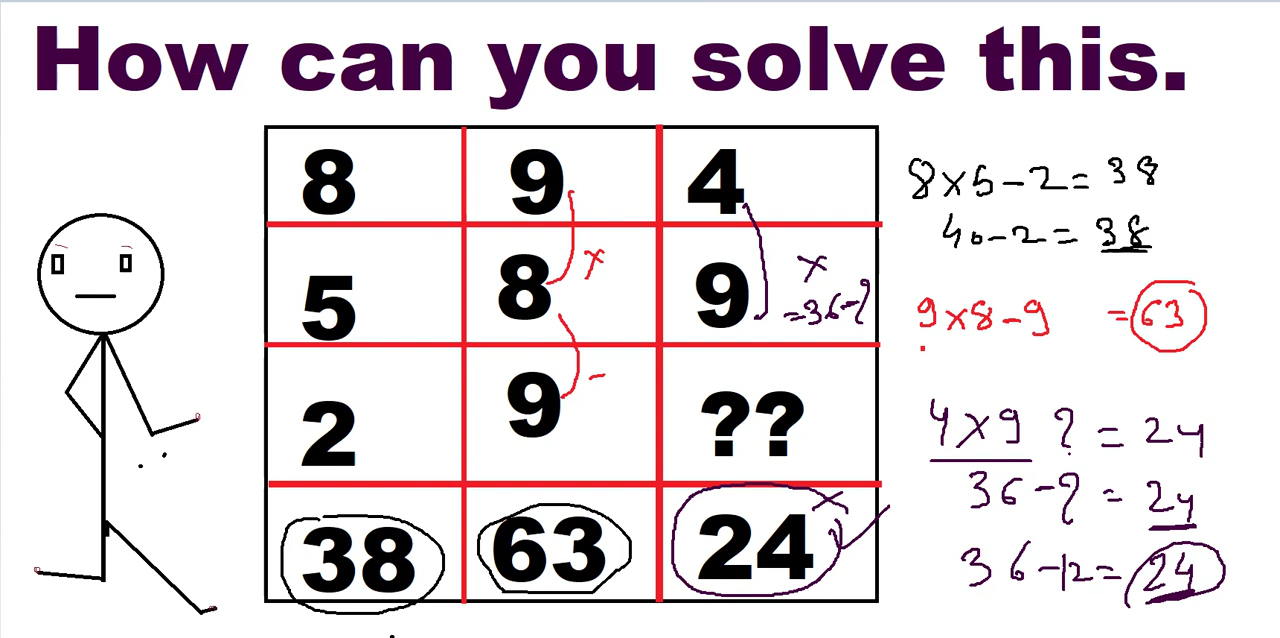 How can you solve this.
8 9 4
5 8 9
2 9 ??
38 63 24
×
=36-?
-
×
8×5-2=38
40-2=38
9×8-9 =63
4×9 ? =24
36-?=24
36-12=24